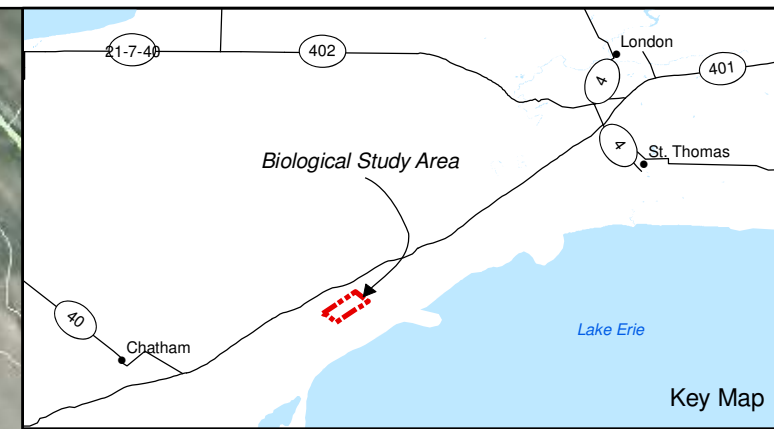 London
21-7-40
402
401
4
4
St. Thomas
Biological Study Area
40
Chatham
Lake Erie
Key Map